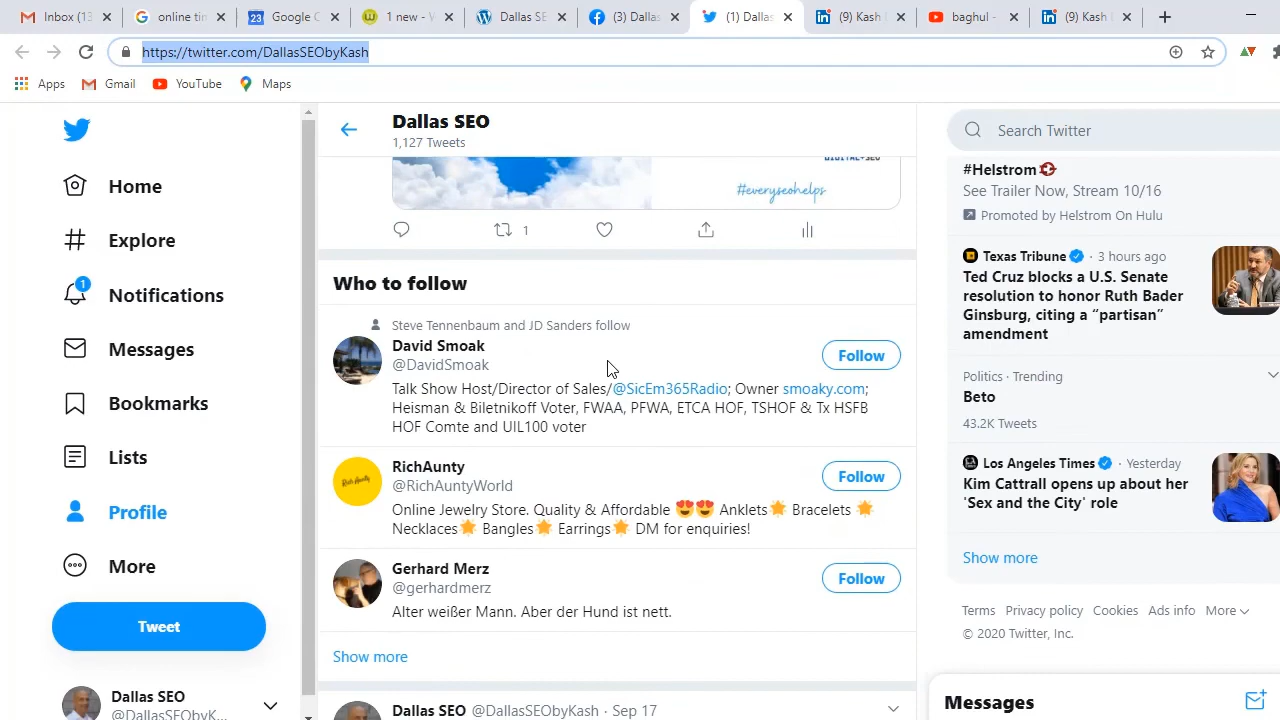 Inbox (13
online tin
Google C
1 new - 
Dallas SE
(3) Dallas
(1) Dallas
(9) Kash
baghul -
(9) Kash
https://twitter.com/DallasSEObyKash
Apps
Gmail
YouTube
Maps
Home
Explore
1
Notifications
Messages
Bookmarks
Lists
Profile
More
Tweet
Dallas SEO
@DallasSEObyK...
Dallas SEO
1,127 Tweets
DIGITAL+SEO
#everyseohelps
1
Who to follow
Steve Tennenbaum and JD Sanders follow
David Smoak
@DavidSmoak
Follow
Talk Show Host/Director of Sales/@SicEm365Radio; Owner smoaky.com;
Heisman & Biletnikoff Voter, FWAA, PFWA, ETCA HOF, TSHOF & Tx HSFB
HOF Comte and UIL100 voter
Rich Aunty
RichAunty
@RichAuntyWorld
Follow
Online Jewelry Store. Quality & Affordable 😍😍 Anklets🌟 Bracelets 🌟
Necklaces🌟 Bangles🌟 Earrings🌟 DM for enquiries!
Gerhard Merz
@gerhardmerz
Follow
Alter weißer Mann. Aber der Hund ist nett.
Show more
Dallas SEO @DallasSEObyKash · Sep 17
Search Twitter
#Helstrom
See Trailer Now, Stream 10/16
Promoted by Helstrom On Hulu
Texas Tribune · 3 hours ago
Ted Cruz blocks a U.S. Senate
resolution to honor Ruth Bader
Ginsburg, citing a “partisan”
amendment
Politics · Trending
Beto
43.2K Tweets
Los Angeles Times · Yesterday
Kim Cattrall opens up about her
'Sex and the City' role
Show more
Terms Privacy policy Cookies Ads info More
© 2020 Twitter, Inc.
Messages